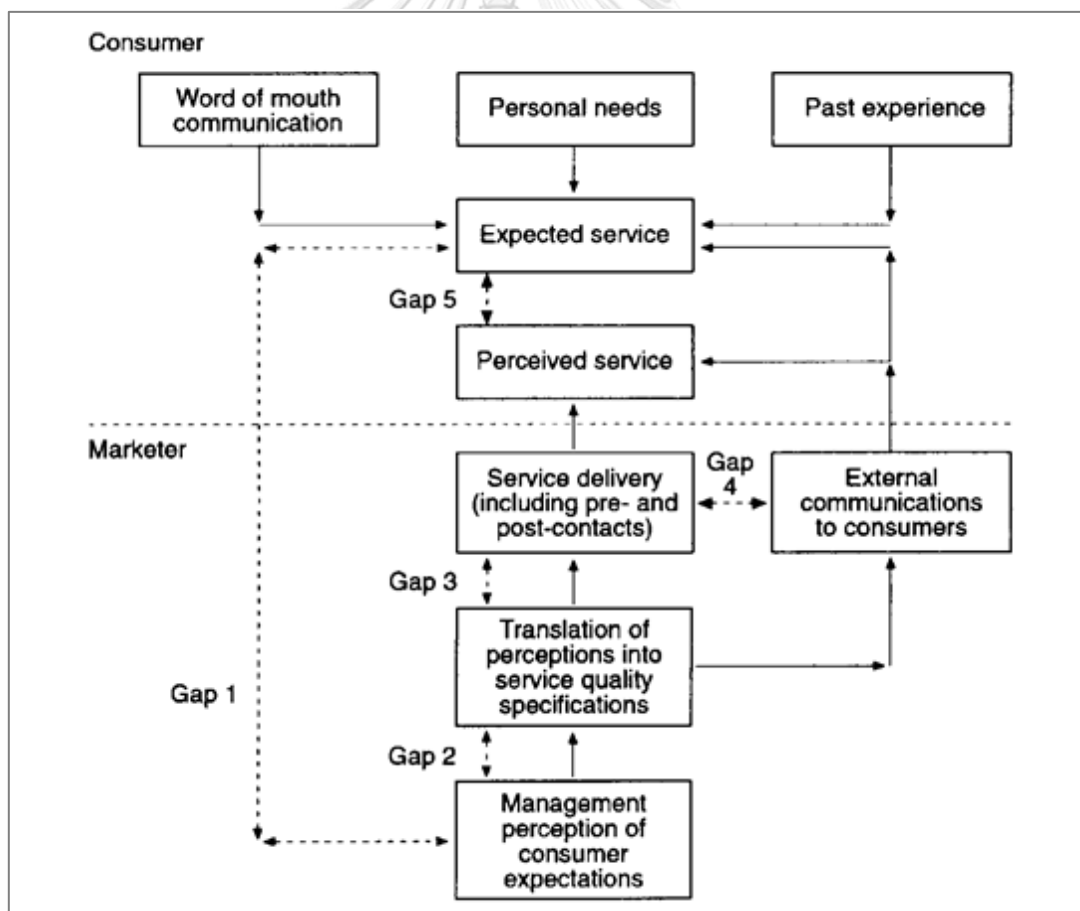 Consumer
Word of mouth
communication
Personal needs
Past experience
Expected service
Gap 5
Perceived service
Marketer
Service delivery
(including pre- and
post-contacts)
Gap
4
External
communications
to consumers
Gap 3
Translation of
perceptions into
service quality
specifications
Gap 1
Gap 2
Management
perception of
consumer
expectations